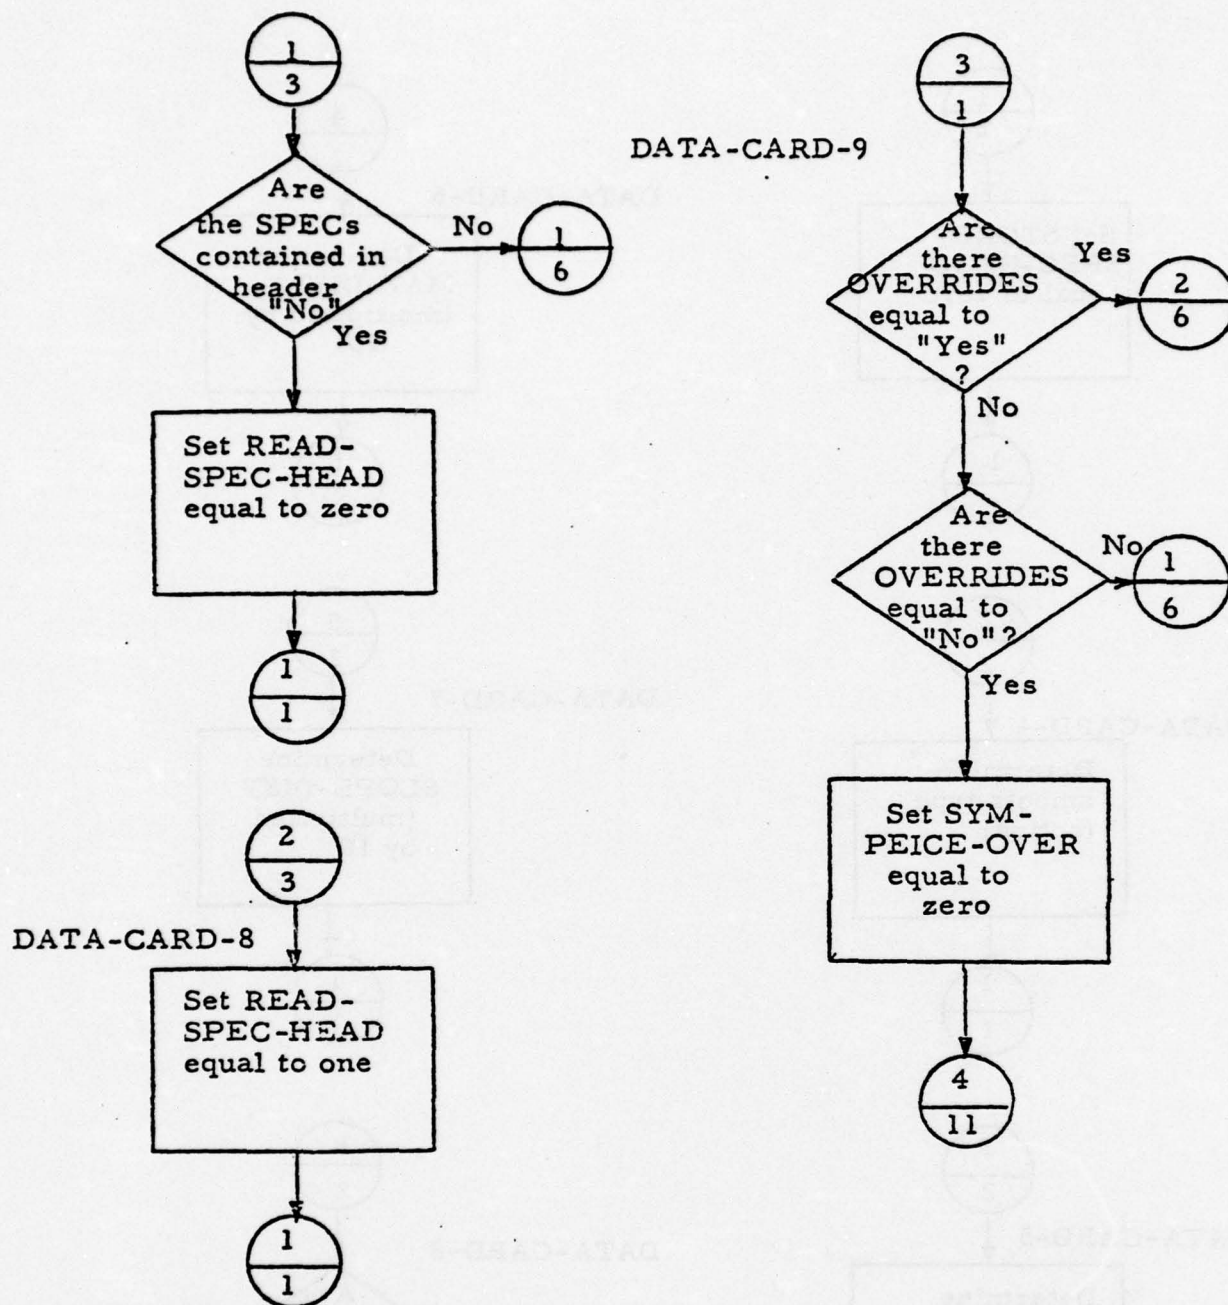 1
3
Are
the SPECs
contained in
header
"No"
No
1
6
Yes
Set READ-
SPEC-HEAD
equal to zero
1
1
2
3
DATA-CARD-8
Set READ-
SPEC-HEAD
equal to one
1
1
3
1
DATA-CARD-9
Are
there
OVERRIDES
equal to
"Yes"
?
Yes
2
6
No
Are
there
OVERRIDES
equal to
"No"?
No
1
6
Yes
Set SYM-
PEICE-OVER
equal to
zero
4
11